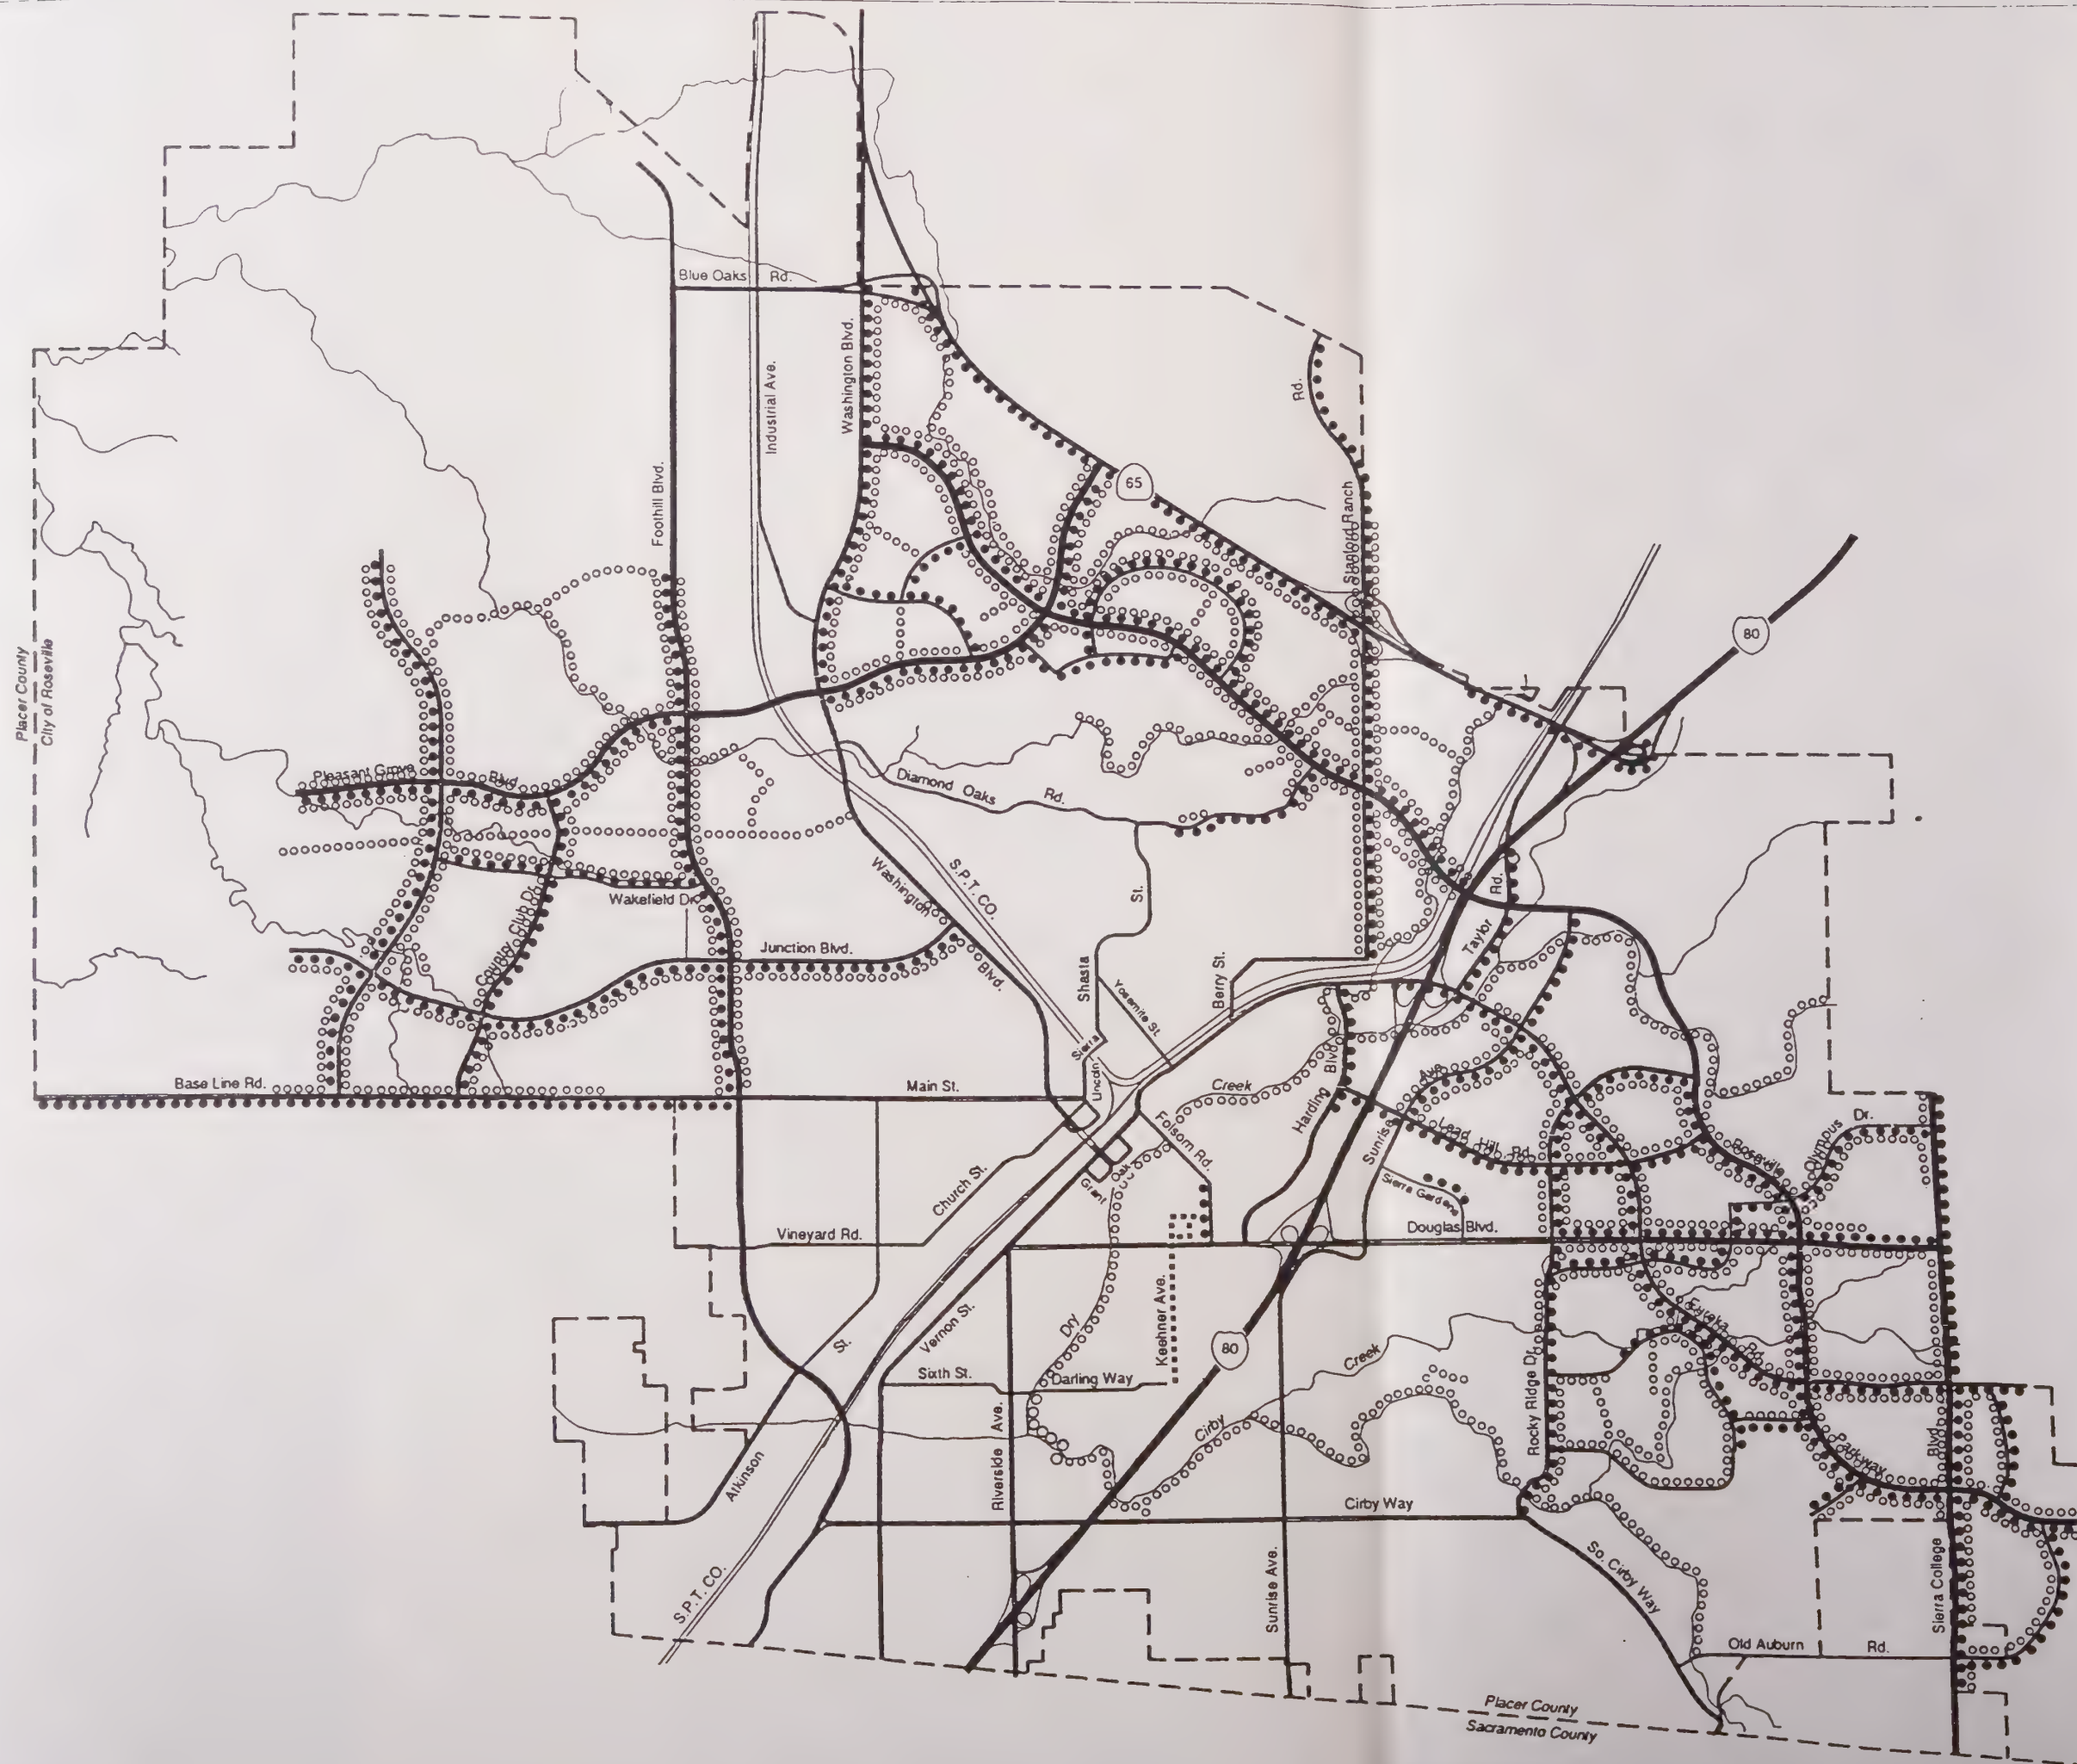 Blue Oaks Rd.
Washington Blvd.
Industrial Ave.
Rd.
Foothill Blvd.
65
Stanford Ranch
80
Placer County
City of Roseville
Pleasant Grove Blvd.
Diamond Oaks Rd.
S.P.T. CO.
Washington
Blvd.
St.
Rd.
Wakefield Dr.
Country Club Dr.
Taylor
Junction Blvd.
Shasta
Yosemite St.
Berry St.
Sierra
Base Line Rd.
Main St.
Lincoln
Creek
Blvd.
Harding
Ave.
Folsom Rd.
Sunrise
Lead Hill Rd.
Olympus Dr.
Roseville
Church St.
Grant
Oak
Sierra Gardens
Vineyard Rd.
Douglas Blvd.
Keehner Ave.
Vernon St.
Dry
Eureka Rd.
St.
80
Creek
Sixth St.
Darling Way
Rocky Ridge Dr.
Cirby
Riverside Ave.
Atkinson
Blvd.
Parkway
Cirby Way
S.P.T. CO.
Sunrise Ave.
So. Cirby Way
Sierra College
Old Auburn Rd.
Placer County
Sacramento County